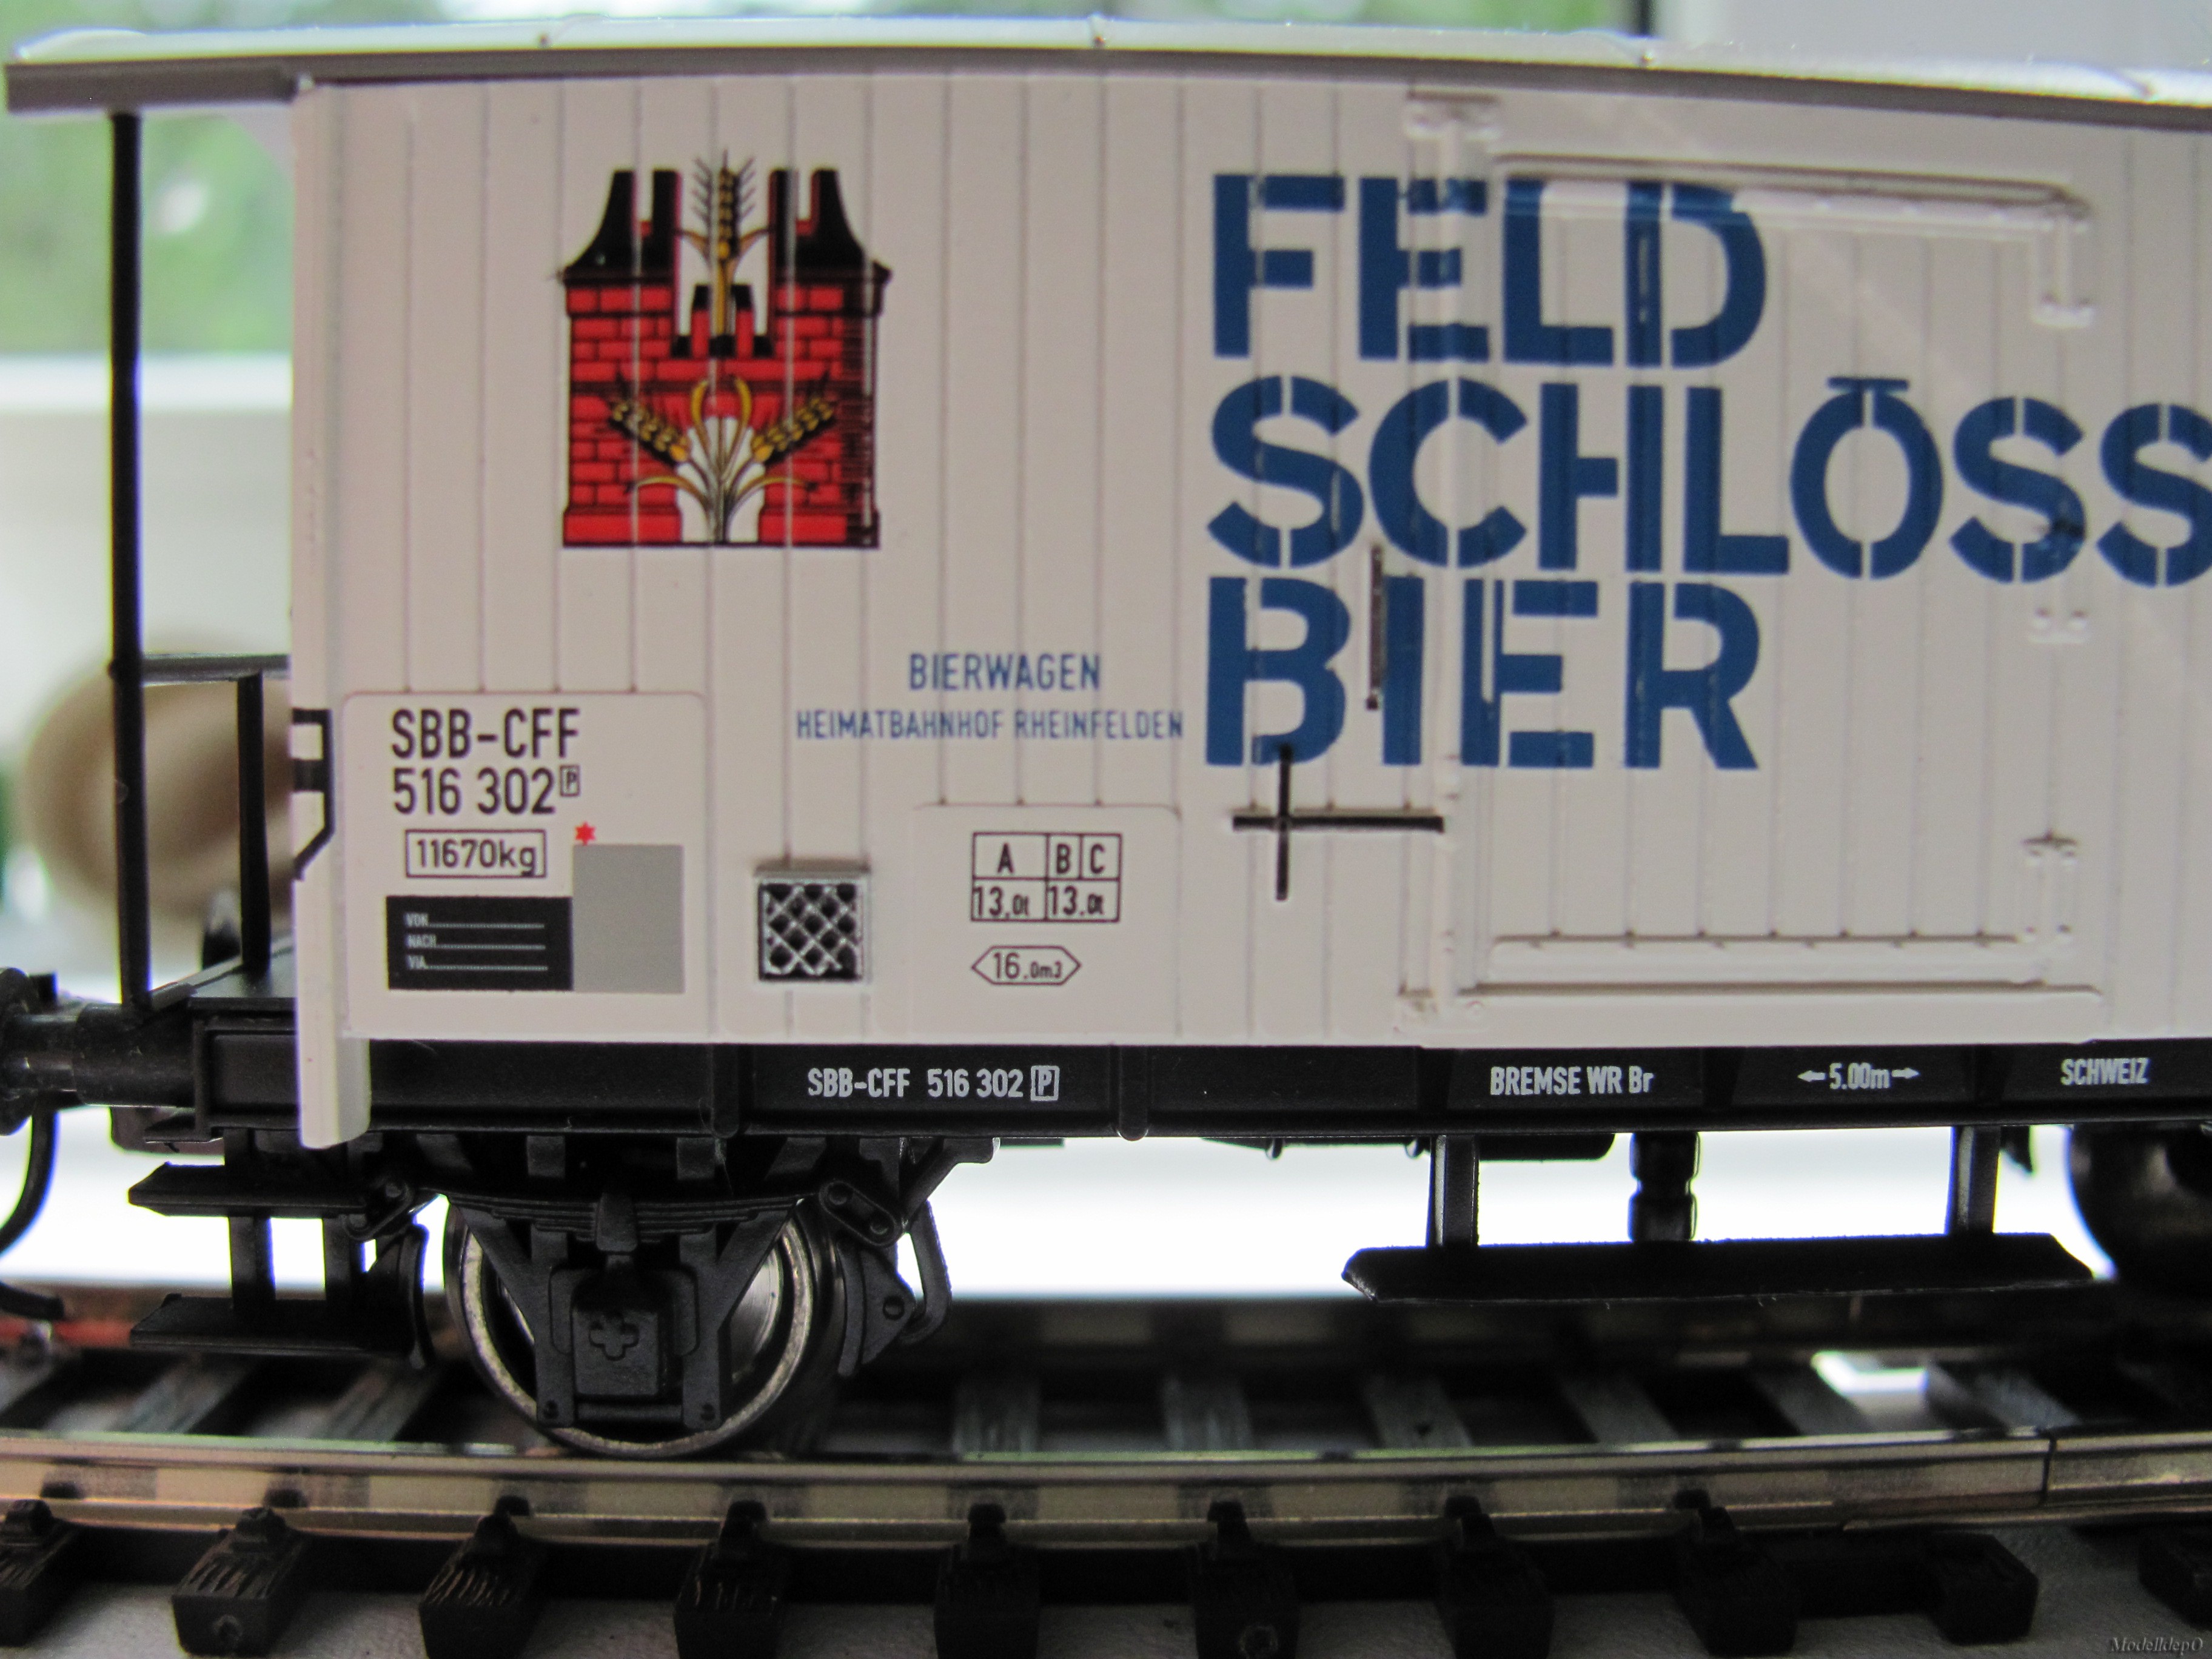 FELD
SCHLÖSS
BIER
BIERWAGEN
HEIMATBAHNHOF RHEINFELDEN
SBB-CFF
516 302 P
11670kg
VON
NACH
VIA
A B C
13.0t 13.0t
16.0m3
SBB-CFF 516 302 P
BREMSE WR Br
5.00m
SCHWEIZ
ModelldepO